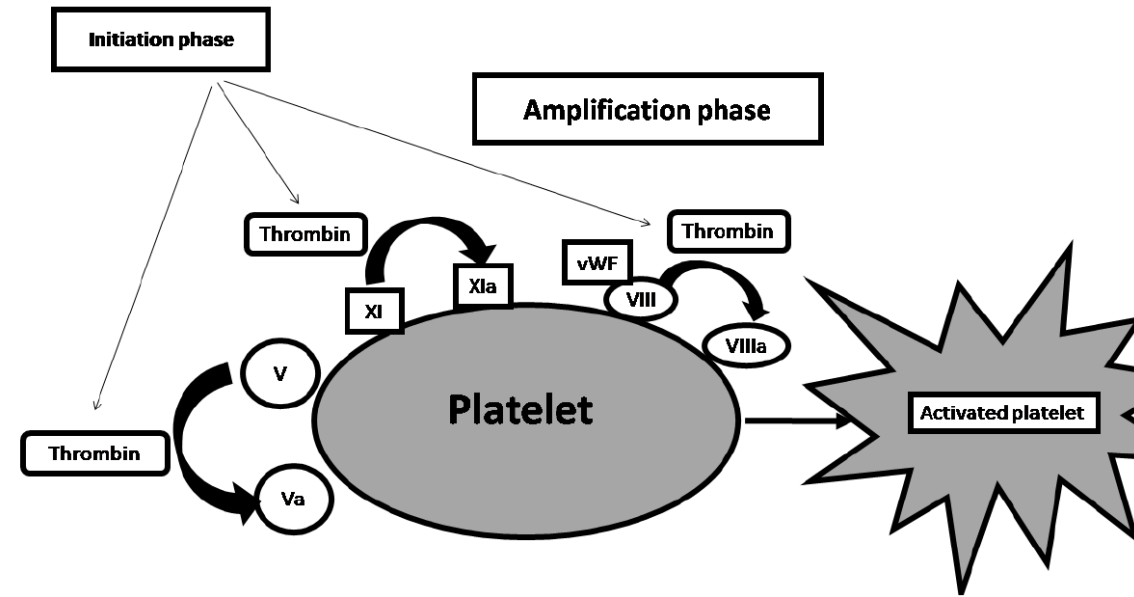 Initiation phase
Amplification phase
Thrombin
Thrombin
vWF
XIa
VIII
XI
VIIIa
V
Platelet
Activated platelet
Thrombin
Va